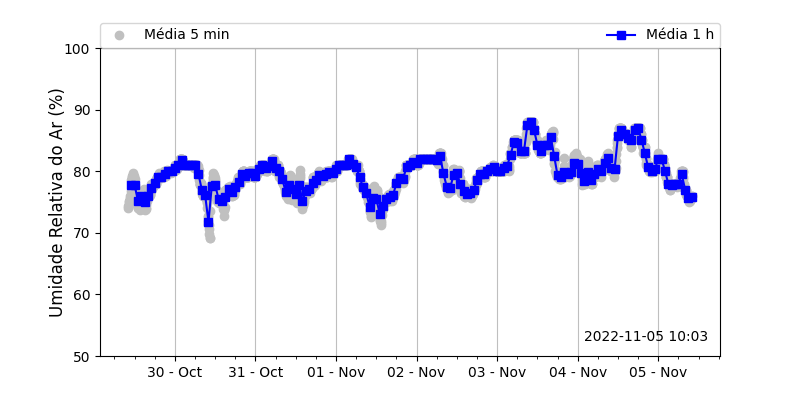 Média 5 min
Média 1 h
Umidade Relativa do Ar (%)
100
90
80
70
60
50
2022-11-05 10:03
30 - Oct
31 - Oct
01 - Nov
02 - Nov
03 - Nov
04 - Nov
05 - Nov